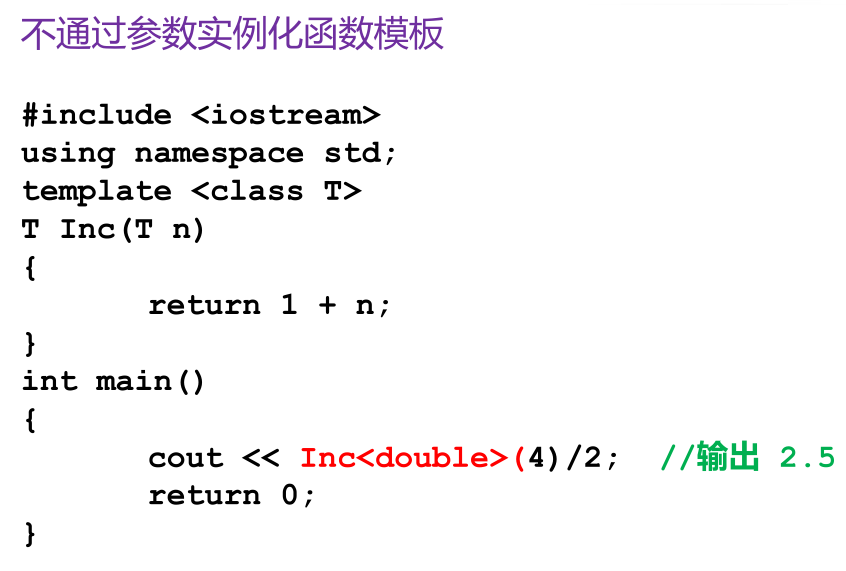 不通过参数实例化函数模板
#include <iostream>
using namespace std;
template <class T>
T Inc(T n)
{
return 1 + n;
}
int main()
{
cout << Inc<double>(4)/2; //输出 2.5
return 0;
}